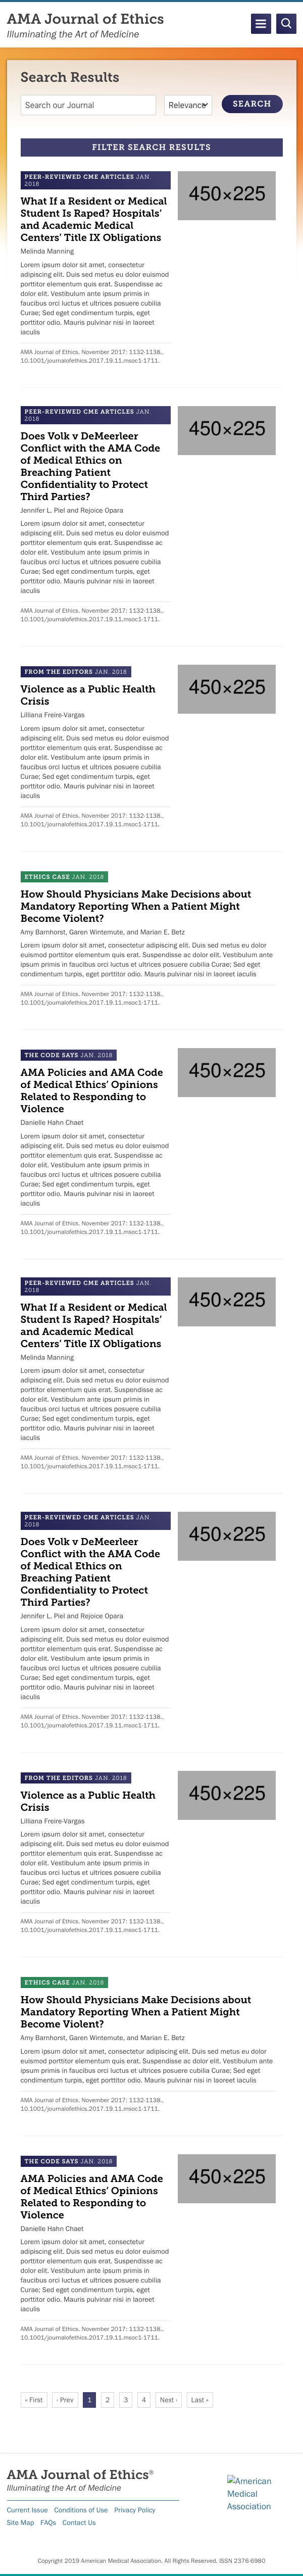 AMA Journal of Ethics
Illuminating the Art of Medicine
Search Results
Search our Journal
Relevance
SEARCH
FILTER SEARCH RESULTS
PEER-REVIEWED CME ARTICLES JAN.
2018
450×225
What If a Resident or Medical
Student Is Raped? Hospitals’
and Academic Medical
Centers’ Title IX Obligations
Melinda Manning
Lorem ipsum dolor sit amet, consectetur
adipiscing elit. Duis sed metus eu dolor euismod
porttitor elementum quis erat. Suspendisse ac
dolor elit. Vestibulum ante ipsum primis in
faucibus orci luctus et ultrices posuere cubilia
Curae; Sed eget condimentum turpis, eget
porttitor odio. Mauris pulvinar nisi in laoreet
iaculis
AMA Journal of Ethics. November 2017: 1132-1138.,
10.1001/journalofethics.2017.19.11.msoc1-1711.
PEER-REVIEWED CME ARTICLES JAN.
2018
450×225
Does Volk v DeMeerleer
Conflict with the AMA Code
of Medical Ethics on
Breaching Patient
Confidentiality to Protect
Third Parties?
Jennifer L. Piel and Rejoice Opara
Lorem ipsum dolor sit amet, consectetur
adipiscing elit. Duis sed metus eu dolor euismod
porttitor elementum quis erat. Suspendisse ac
dolor elit. Vestibulum ante ipsum primis in
faucibus orci luctus et ultrices posuere cubilia
Curae; Sed eget condimentum turpis, eget
porttitor odio. Mauris pulvinar nisi in laoreet
iaculis
AMA Journal of Ethics. November 2017: 1132-1138.,
10.1001/journalofethics.2017.19.11.msoc1-1711.
FROM THE EDITORS JAN. 2018
450×225
Violence as a Public Health
Crisis
Lilliana Freire-Vargas
Lorem ipsum dolor sit amet, consectetur
adipiscing elit. Duis sed metus eu dolor euismod
porttitor elementum quis erat. Suspendisse ac
dolor elit. Vestibulum ante ipsum primis in
faucibus orci luctus et ultrices posuere cubilia
Curae; Sed eget condimentum turpis, eget
porttitor odio. Mauris pulvinar nisi in laoreet
iaculis
AMA Journal of Ethics. November 2017: 1132-1138.,
10.1001/journalofethics.2017.19.11.msoc1-1711.
ETHICS CASE JAN. 2018
How Should Physicians Make Decisions about
Mandatory Reporting When a Patient Might
Become Violent?
Amy Barnhorst, Garen Wintemute, and Marian E. Betz
Lorem ipsum dolor sit amet, consectetur adipiscing elit. Duis sed metus eu dolor
euismod porttitor elementum quis erat. Suspendisse ac dolor elit. Vestibulum ante
ipsum primis in faucibus orci luctus et ultrices posuere cubilia Curae; Sed eget
condimentum turpis, eget porttitor odio. Mauris pulvinar nisi in laoreet iaculis
AMA Journal of Ethics. November 2017: 1132-1138.,
10.1001/journalofethics.2017.19.11.msoc1-1711.
THE CODE SAYS JAN. 2018
450×225
AMA Policies and AMA Code
of Medical Ethics’ Opinions
Related to Responding to
Violence
Danielle Hahn Chaet
Lorem ipsum dolor sit amet, consectetur
adipiscing elit. Duis sed metus eu dolor euismod
porttitor elementum quis erat. Suspendisse ac
dolor elit. Vestibulum ante ipsum primis in
faucibus orci luctus et ultrices posuere cubilia
Curae; Sed eget condimentum turpis, eget
porttitor odio. Mauris pulvinar nisi in laoreet
iaculis
AMA Journal of Ethics. November 2017: 1132-1138.,
10.1001/journalofethics.2017.19.11.msoc1-1711.
PEER-REVIEWED CME ARTICLES JAN.
2018
450×225
What If a Resident or Medical
Student Is Raped? Hospitals’
and Academic Medical
Centers’ Title IX Obligations
Melinda Manning
Lorem ipsum dolor sit amet, consectetur
adipiscing elit. Duis sed metus eu dolor euismod
porttitor elementum quis erat. Suspendisse ac
dolor elit. Vestibulum ante ipsum primis in
faucibus orci luctus et ultrices posuere cubilia
Curae; Sed eget condimentum turpis, eget
porttitor odio. Mauris pulvinar nisi in laoreet
iaculis
AMA Journal of Ethics. November 2017: 1132-1138.,
10.1001/journalofethics.2017.19.11.msoc1-1711.
PEER-REVIEWED CME ARTICLES JAN.
2018
450×225
Does Volk v DeMeerleer
Conflict with the AMA Code
of Medical Ethics on
Breaching Patient
Confidentiality to Protect
Third Parties?
Jennifer L. Piel and Rejoice Opara
Lorem ipsum dolor sit amet, consectetur
adipiscing elit. Duis sed metus eu dolor euismod
porttitor elementum quis erat. Suspendisse ac
dolor elit. Vestibulum ante ipsum primis in
faucibus orci luctus et ultrices posuere cubilia
Curae; Sed eget condimentum turpis, eget
porttitor odio. Mauris pulvinar nisi in laoreet
iaculis
AMA Journal of Ethics. November 2017: 1132-1138.,
10.1001/journalofethics.2017.19.11.msoc1-1711.
FROM THE EDITORS JAN. 2018
450×225
Violence as a Public Health
Crisis
Lilliana Freire-Vargas
Lorem ipsum dolor sit amet, consectetur
adipiscing elit. Duis sed metus eu dolor euismod
porttitor elementum quis erat. Suspendisse ac
dolor elit. Vestibulum ante ipsum primis in
faucibus orci luctus et ultrices posuere cubilia
Curae; Sed eget condimentum turpis, eget
porttitor odio. Mauris pulvinar nisi in laoreet
iaculis
AMA Journal of Ethics. November 2017: 1132-1138.,
10.1001/journalofethics.2017.19.11.msoc1-1711.
ETHICS CASE JAN. 2018
How Should Physicians Make Decisions about
Mandatory Reporting When a Patient Might
Become Violent?
Amy Barnhorst, Garen Wintemute, and Marian E. Betz
Lorem ipsum dolor sit amet, consectetur adipiscing elit. Duis sed metus eu dolor
euismod porttitor elementum quis erat. Suspendisse ac dolor elit. Vestibulum ante
ipsum primis in faucibus orci luctus et ultrices posuere cubilia Curae; Sed eget
condimentum turpis, eget porttitor odio. Mauris pulvinar nisi in laoreet iaculis
AMA Journal of Ethics. November 2017: 1132-1138.,
10.1001/journalofethics.2017.19.11.msoc1-1711.
THE CODE SAYS JAN. 2018
450×225
AMA Policies and AMA Code
of Medical Ethics’ Opinions
Related to Responding to
Violence
Danielle Hahn Chaet
Lorem ipsum dolor sit amet, consectetur
adipiscing elit. Duis sed metus eu dolor euismod
porttitor elementum quis erat. Suspendisse ac
dolor elit. Vestibulum ante ipsum primis in
faucibus orci luctus et ultrices posuere cubilia
Curae; Sed eget condimentum turpis, eget
porttitor odio. Mauris pulvinar nisi in laoreet
iaculis
AMA Journal of Ethics. November 2017: 1132-1138.,
10.1001/journalofethics.2017.19.11.msoc1-1711.
« First ‹ Prev 1 2 3 4 Next › Last »
AMA Journal of Ethics®
Illuminating the Art of Medicine
Current Issue Conditions of Use Privacy Policy
Site Map FAQs Contact Us
American
Medical
Association
Copyright 2019 American Medical Association. All Rights Reserved. ISSN 2376-6980